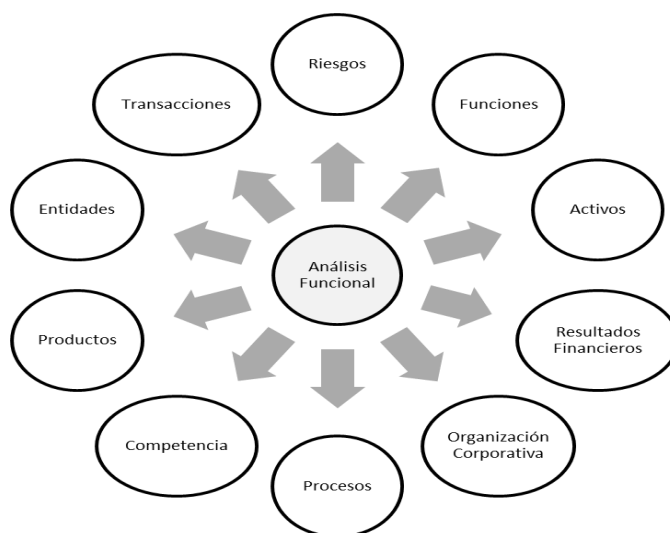 Riesgos
Transacciones
Funciones
Entidades
Activos
Análisis
Funcional
Productos
Resultados
Financieros
Competencia
Organización
Corporativa
Procesos